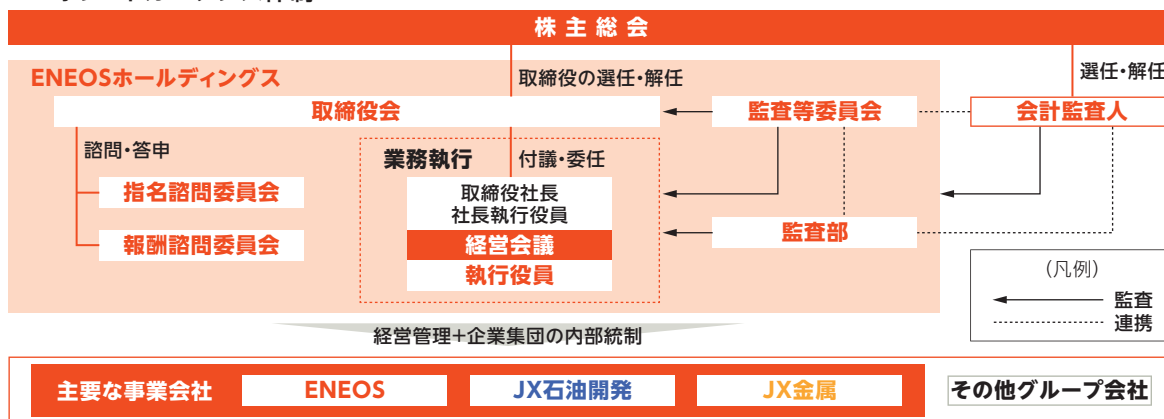 株主総会
ENEOSホールディングス
取締役の選任・解任
選任・解任
取締役会
監査等委員会
会計監査人
諮問・答申
業務執行
付議・委任
指名諮問委員会
取締役社長
社長執行役員
報酬諮問委員会
経営会議
監査部
執行役員
(凡例)
監査
連携
経営管理+企業集団の内部統制
主要な事業会社
ENEOS
JX石油開発
JX金属
その他グループ会社